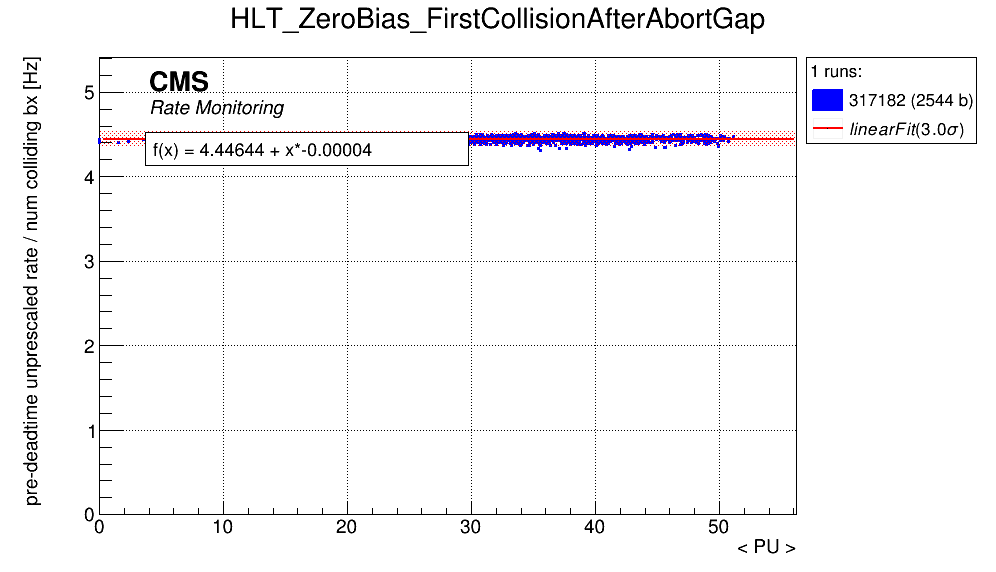 HLT_ZeroBias_FirstCollisionAfterAbortGap
pre-deadtime unprescaled rate / num colliding bx [Hz]
CMS
Rate Monitoring
f(x) = 4.44644 + x*-0.00004
1 runs:
317182 (2544 b)
linearFit(3.0σ)
5
4
3
2
1
0
0 10 20 30 40 50
< PU >